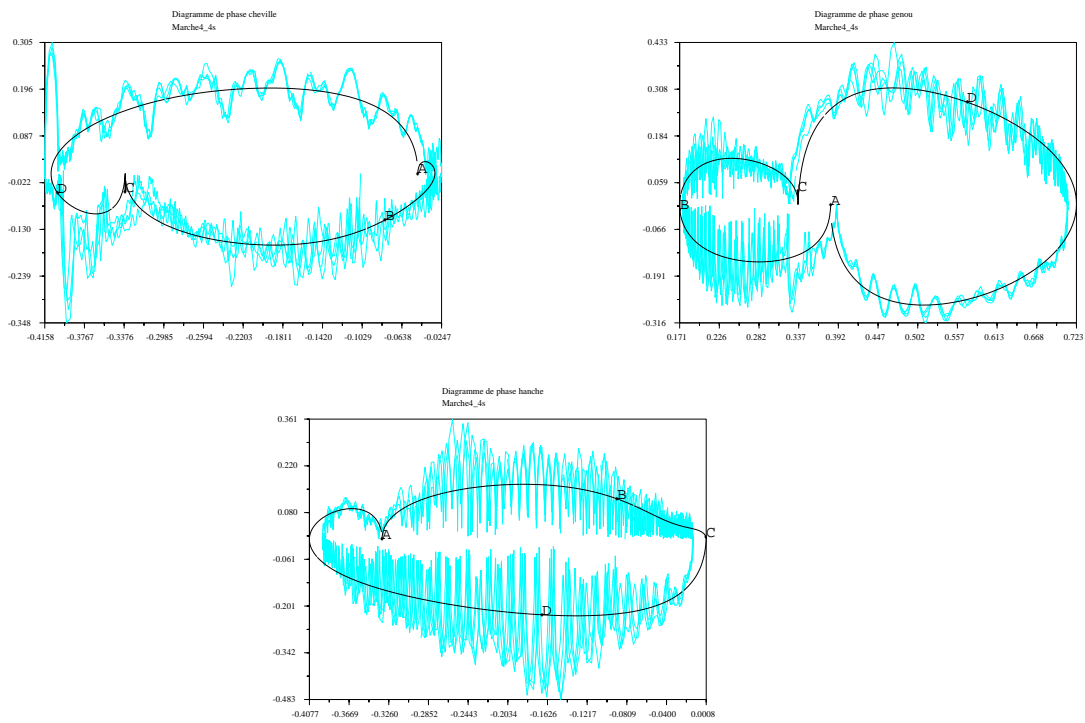 Diagramme de phase cheville
Marche4_4s
0.305
0.196
0.087
-0.022
-0.130
-0.239
-0.348
-0.4158 -0.3767 -0.3376 -0.2985 -0.2594 -0.2203 -0.1811 -0.1420 -0.1029 -0.0638 -0.0247
A
B
C
D
Diagramme de phase genou
Marche4_4s
0.433
0.308
0.184
0.059
-0.066
-0.191
-0.316
0.171 0.226 0.282 0.337 0.392 0.447 0.502 0.557 0.613 0.668 0.723
D
C
A
B
Diagramme de phase hanche
Marche4_4s
0.361
0.220
0.080
-0.061
-0.201
-0.342
-0.483
-0.4077 -0.3669 -0.3260 -0.2852 -0.2443 -0.2034 -0.1626 -0.1217 -0.0809 -0.0400 0.0008
B
A
C
D